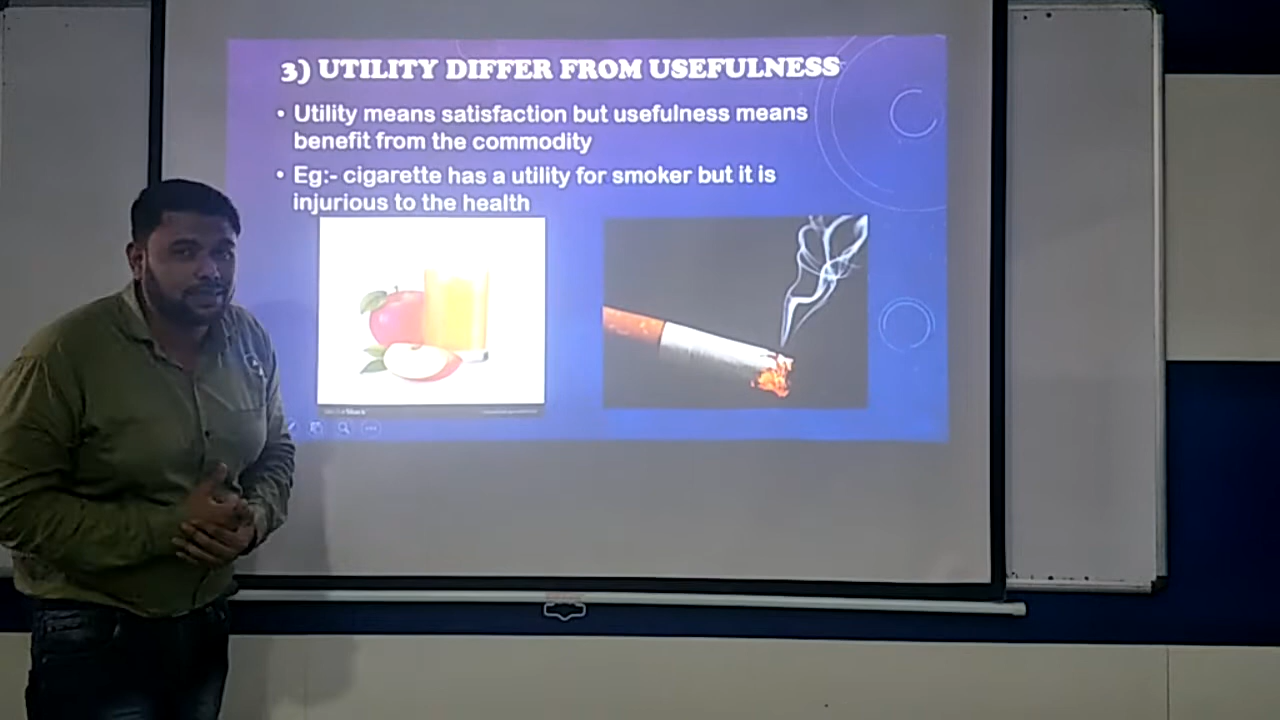 3) UTILITY DIFFER FROM USEFULNESS
• Utility means satisfaction but usefulness means
benefit from the commodity
• Eg:- cigarette has a utility for smoker but it is
injurious to the health